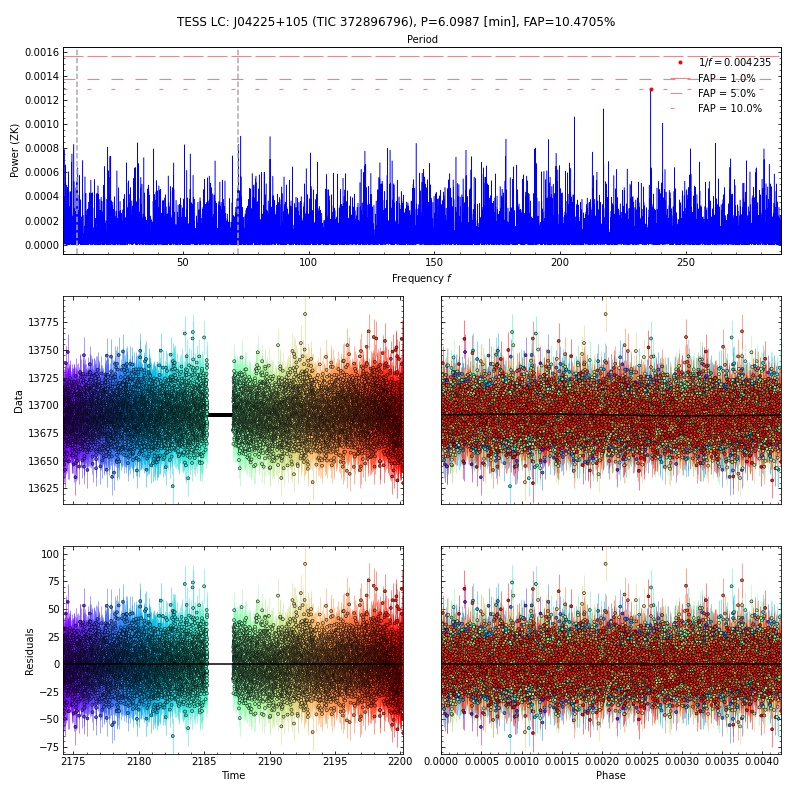 TESS LC: J04225+105 (TIC 372896796), P=6.0987 [min], FAP=10.4705%
Period
0.0016
0.0014
0.0012
0.0010
0.0008
0.0006
0.0004
0.0002
0.0000
Power (ZK)
1/f = 0.004235
FAP = 1.0%
FAP = 5.0%
FAP = 10.0%
50 100 150 200 250
Frequency f
13775
13750
13725
13700
13675
13650
13625
Data
100
75
50
25
0
−25
−50
−75
Residuals
2175 2180 2185 2190 2195 2200
Time
0.0000 0.0005 0.0010 0.0015 0.0020 0.0025 0.0030 0.0035 0.0040
Phase